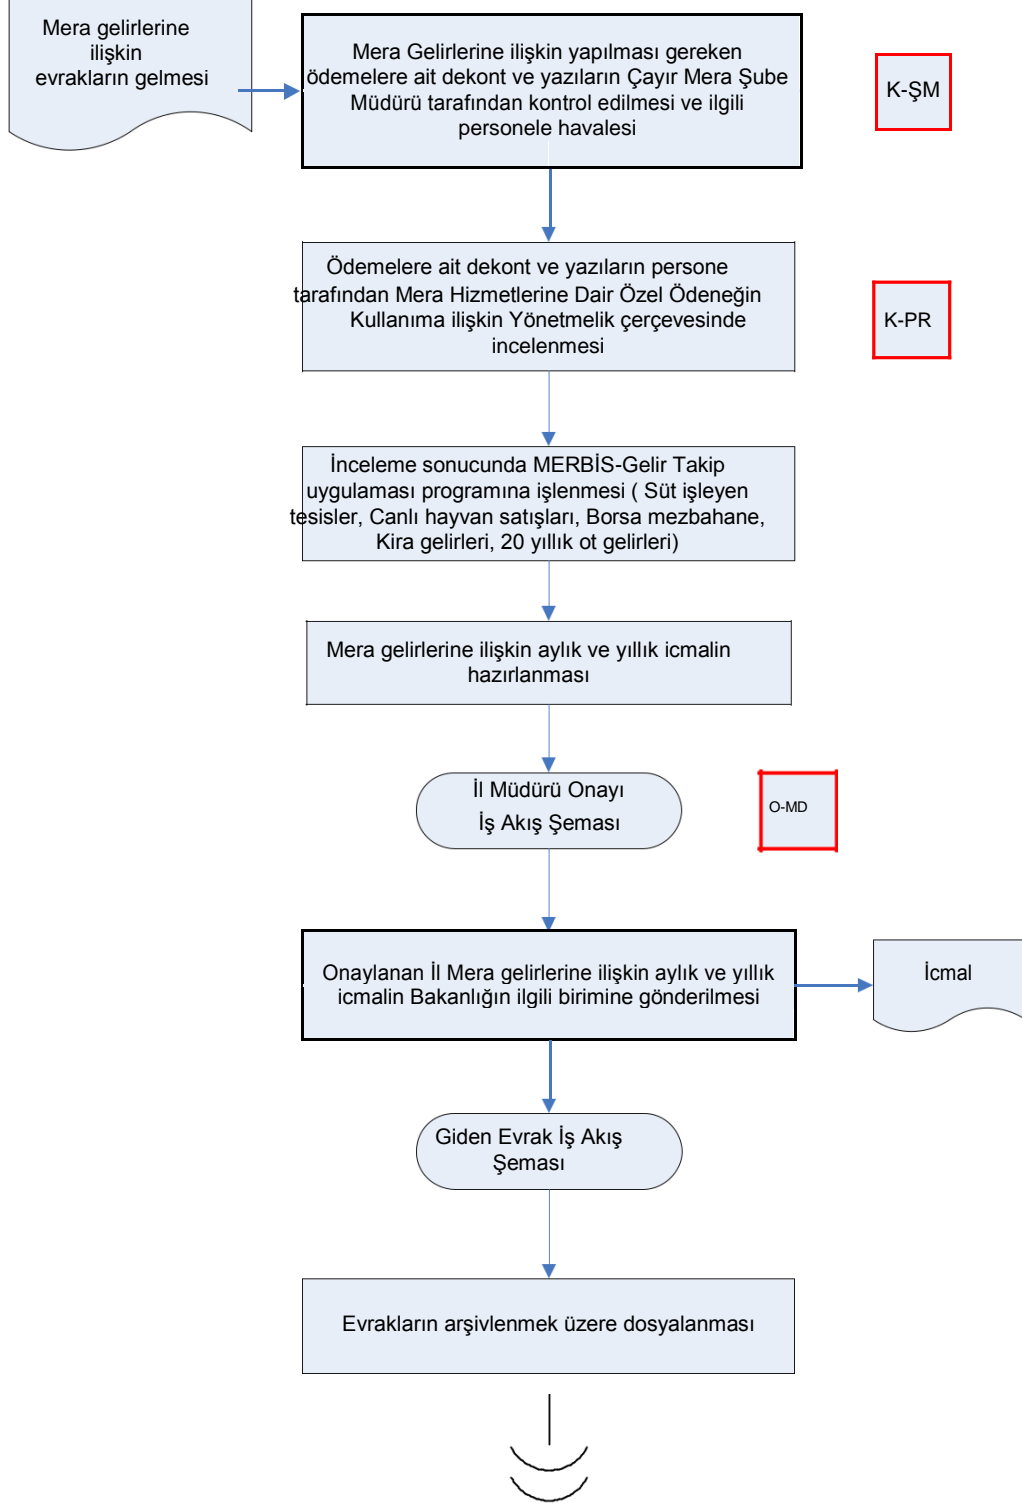 Mera gelirlerine
ilişkin
evrakların gelmesi
Mera Gelirlerine ilişkin yapılması gereken
ödemelere ait dekont ve yazıların Çayır Mera Şube
Müdürü tarafından kontrol edilmesi ve ilgili
personele havalesi
K-ŞM
Ödemelere ait dekont ve yazıların persone
tarafından Mera Hizmetlerine Dair Özel Ödeneğin
Kullanıma ilişkin Yönetmelik çerçevesinde
incelenmesi
K-PR
İnceleme sonucunda MERBİS-Gelir Takip
uygulaması programına işlenmesi ( Süt işleyen
tesisler, Canlı hayvan satışları, Borsa mezbahane,
Kira gelirleri, 20 yıllık ot gelirleri)
Mera gelirlerine ilişkin aylık ve yıllık icmalin
hazırlanması
İl Müdürü Onayı
İş Akış Şeması
O-MD
Onaylanan İl Mera gelirlerine ilişkin aylık ve yıllık
icmalin Bakanlığın ilgili birimine gönderilmesi
İcmal
Giden Evrak İş Akış
Şeması
Evrakların arşivlenmek üzere dosyalanması